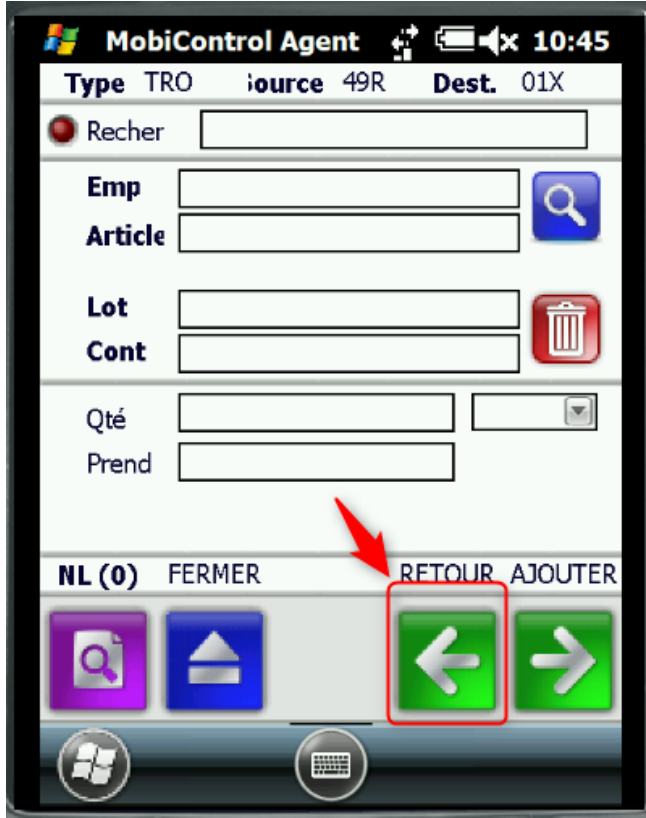 MobiControl Agent 10:45
Type TRO iource 49R Dest. 01X
Recher
Emp
Article
Lot
Cont
Qté
Prend
NL (0) FERMER RETOUR AJOUTER